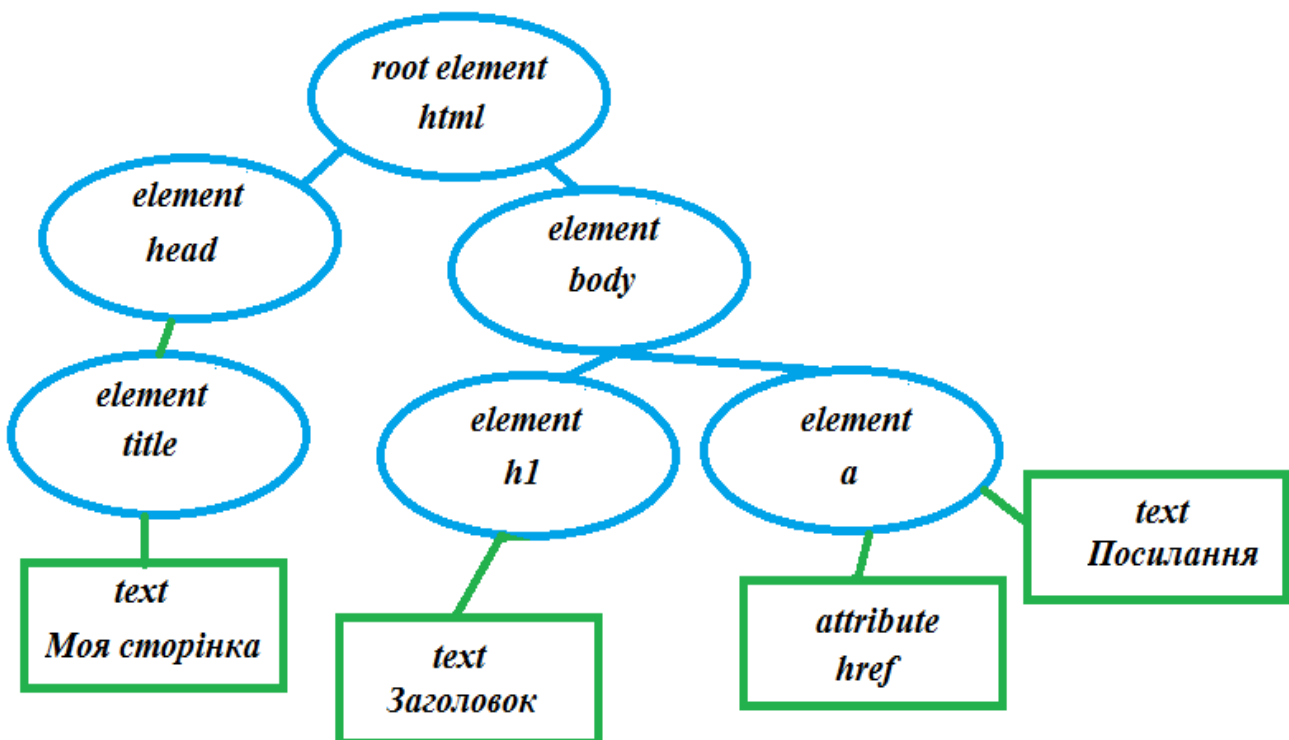 root element
html
element
head
element
body
element
title
element
h1
element
a
text
Посилання
text
Моя сторінка
text
Заголовок
attribute
href